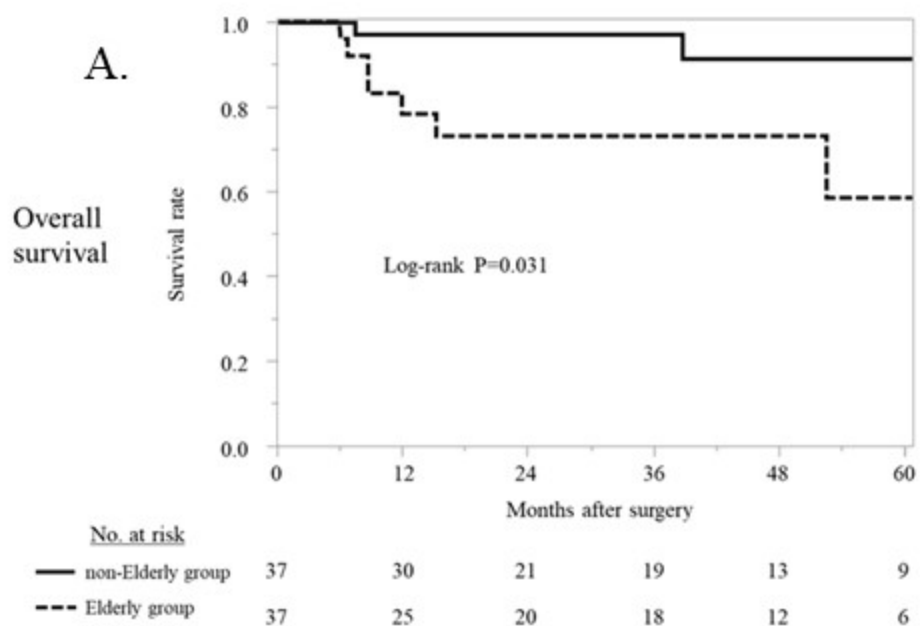 A.
Overall
survival
Survival rate
1.0
0.8
0.6
0.4
0.2
0.0
Log-rank P=0.031
0 12 24 36 48 60
Months after surgery
No. at risk
non-Elderly group 37 30 21 19 13 9
Elderly group 37 25 20 18 12 6